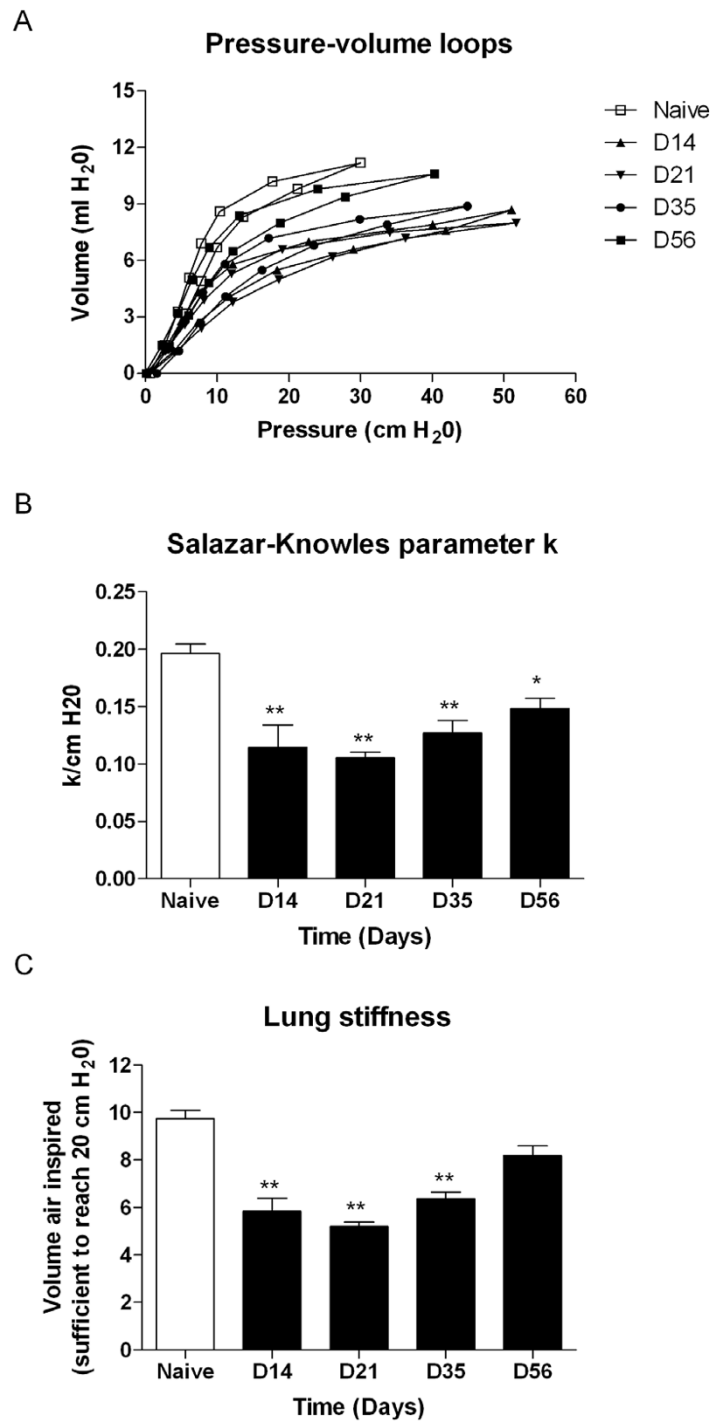 A
Pressure-volume loops
15
12
9
6
3
0
Volume (ml H₂0)
0 10 20 30 40 50 60
Pressure (cm H₂0)
Naive
D14
D21
D35
D56
B
Salazar-Knowles parameter k
0.25
0.20
0.15
0.10
0.05
0.00
k/cm H20
** ** ** *
Naive D14 D21 D35 D56
Time (Days)
C
Lung stiffness
12
10
8
6
4
2
0
Volume air inspired
(sufficient to reach 20 cm H₂0)
** ** **
Naive D14 D21 D35 D56
Time (Days)